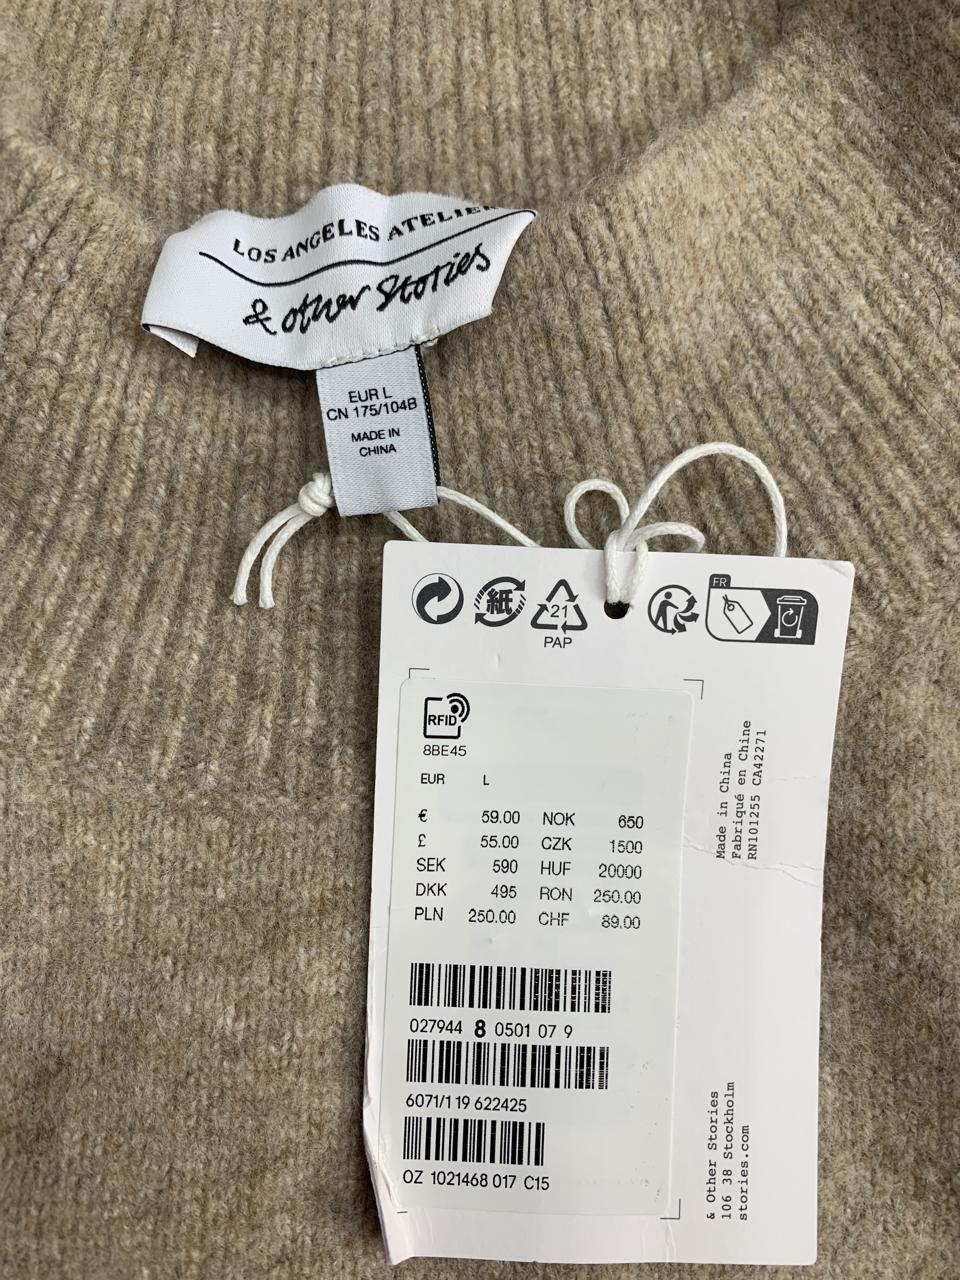 LOS ANGELES ATELIER
& other Stories
EUR L
CN 175/104B
MADE IN
CHINA
紙
21
PAP
FR
RFID
8BE45
EUR L
€ 59.00 NOK 650
£ 55.00 CZK 1500
SEK 590 HUF 20000
DKK 495 RON 250.00
PLN 250.00 CHF 89.00
027944 8 0501 07 9
6071/1 19 622425
OZ 1021468 017 C15
Made in China
Fabriqué en Chine
RN101255 CA42271
& Other Stories
106 38 Stockholm
stories.com